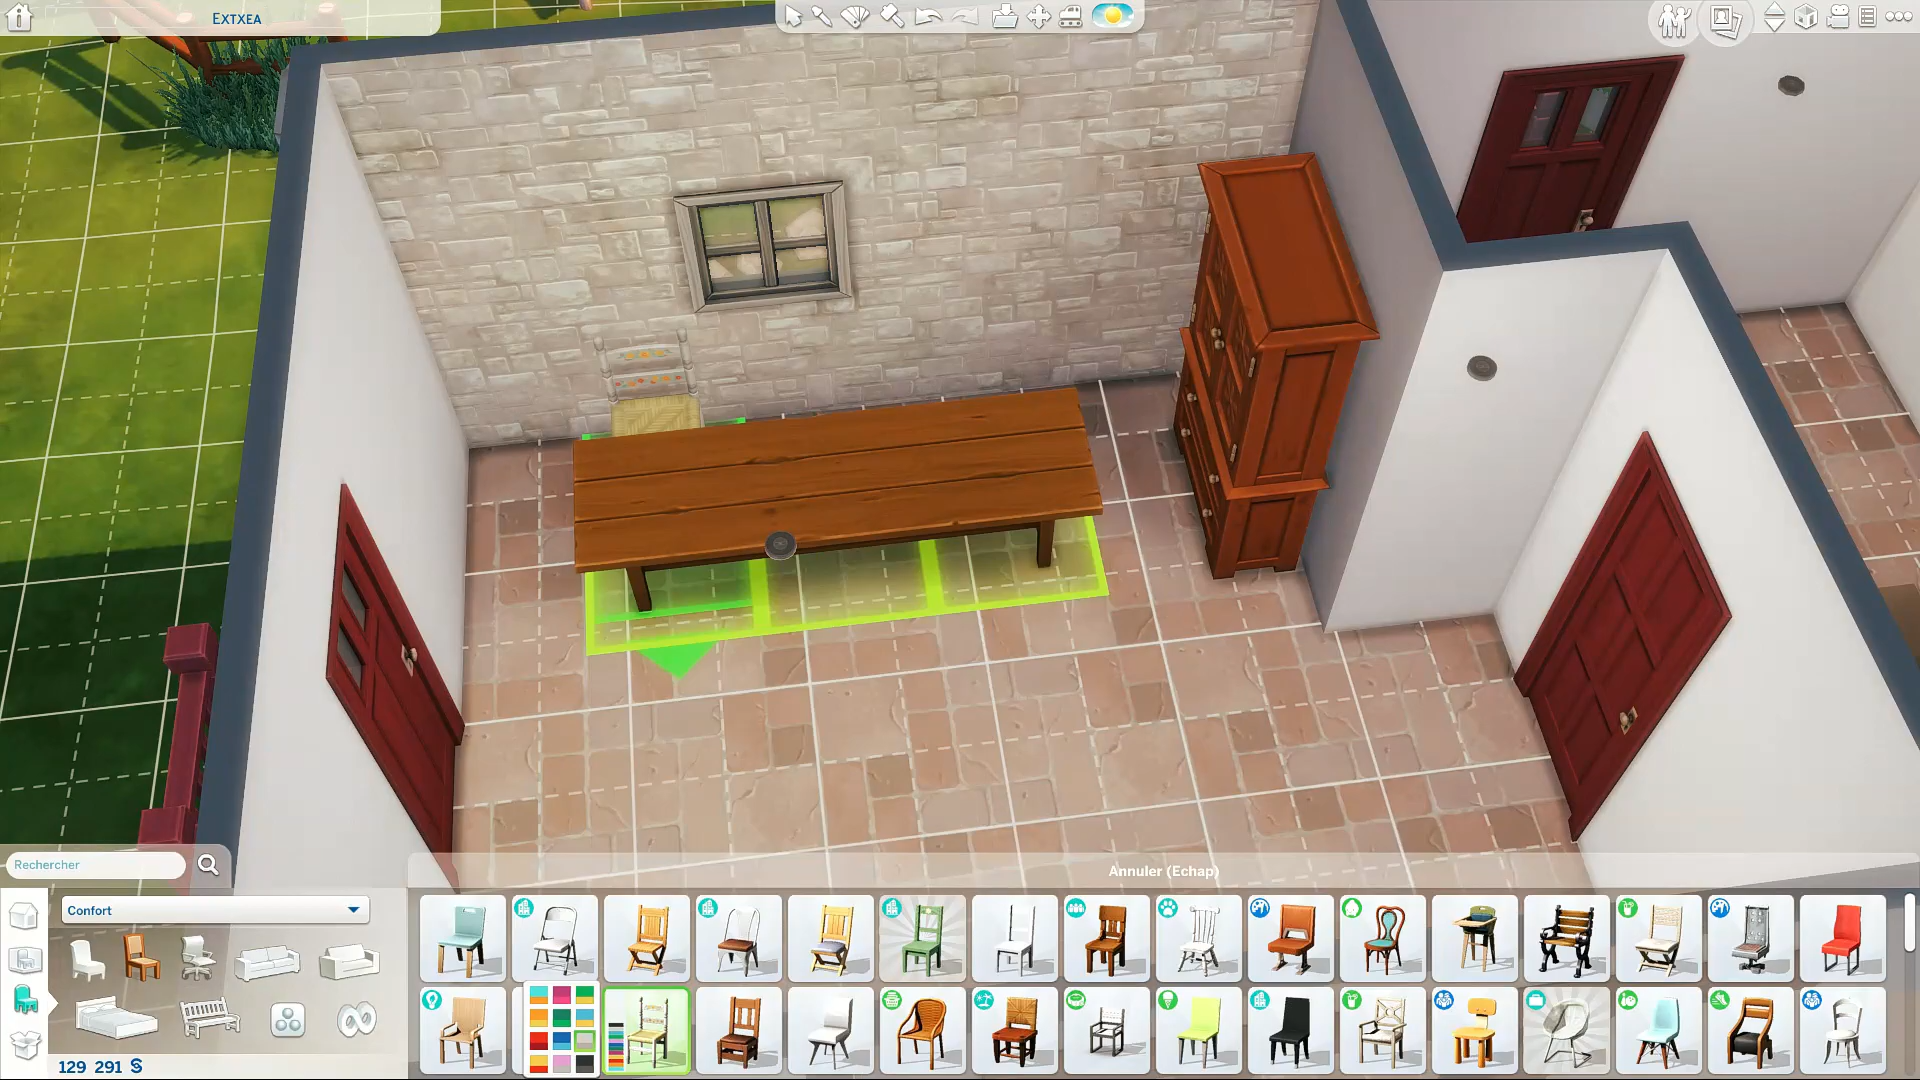 Extxea
Rechercher
Annuler (Echap)
Confort
129 291 §